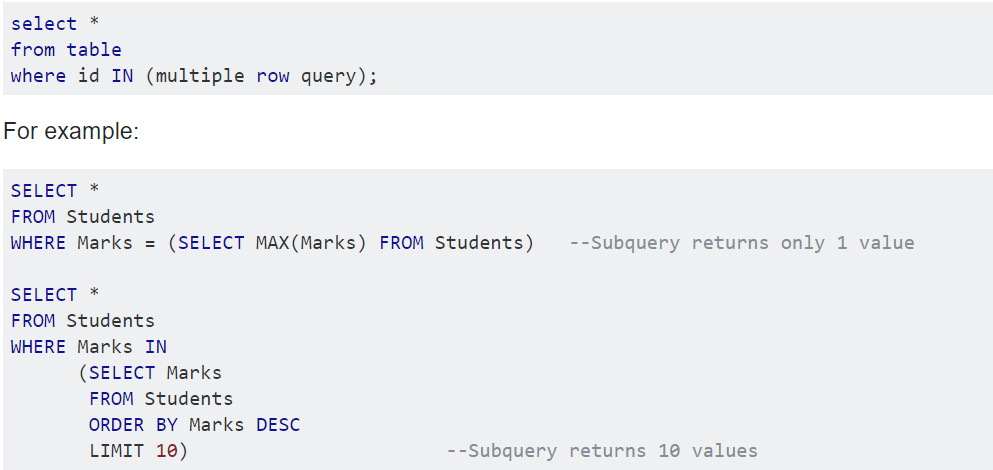 select *
from table
where id IN (multiple row query);
For example:
SELECT *
FROM Students
WHERE Marks = (SELECT MAX(Marks) FROM Students)   --Subquery returns only 1 value
SELECT *
FROM Students
WHERE Marks IN
(SELECT Marks
FROM Students
ORDER BY Marks DESC
LIMIT 10)   --Subquery returns 10 values